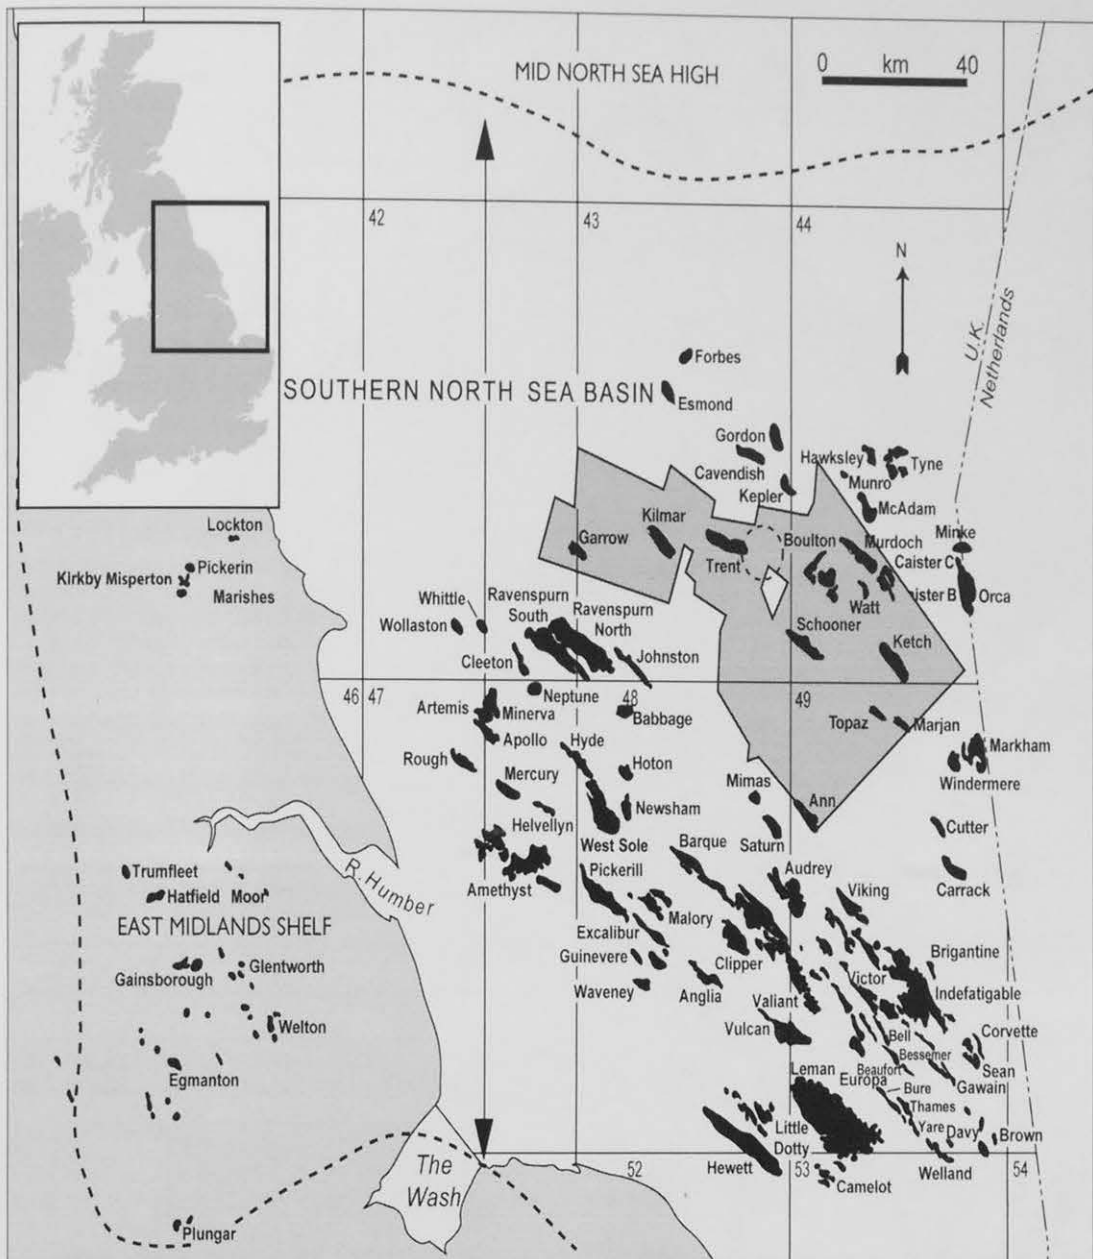 MID NORTH SEA HIGH
0 km 40
42
43
44
N
U.K.
Netherlands
Forbes
SOUTHERN NORTH SEA BASIN
Esmond
Gordon
Cavendish
Kepler
Hawksley
Tyne
Munro
McAdam
Lockton
Pickerin
Kirkby Misperton
Marishes
Garrow
Kilmar
Trent
Boulton
Murdoch
Minke
Caister C
Watt
ister B
Orca
Whittle
Wollaston
Ravenspurn
South
Ravenspurn
North
Cleeton
Johnston
Schooner
Ketch
46 47
Neptune
48
49
Artemis
Minerva
Babbage
Topaz
Marjan
Apollo
Hyde
Rough
Mercury
Hoton
Markham
Windermere
Mimas
Ann
Helvellyn
Newsham
West Sole
Barque
Saturn
Cutter
Trumfleet
Hatfield Moor
R. Humber
Amethyst
Pickerill
Audrey
Viking
Carrack
EAST MIDLANDS SHELF
Excalibur
Malory
Gainsborough
Glentworth
Guinevere
Clipper
Brigantine
Waveney
Anglia
Valiant
Victor
Indefatigable
Welton
Vulcan
Bell
Corvette
Bessemer
Sean
Egmanton
Leman
Europa
Beaufort
Gawain
Bure
Thames
Little
Dotty
Yare
Davy
Brown
The
Wash
52
Hewett
53
Welland
54
Camelot
Plungar